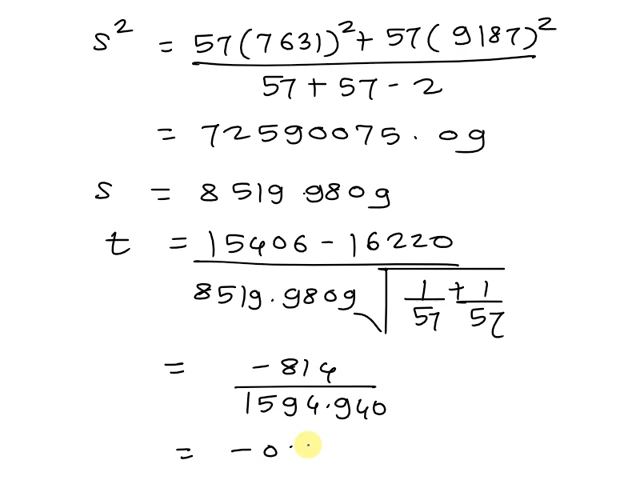 s² = 57(7631)² + 57(9187)² / 57 + 57 - 2
= 72590075.09
s = 8519.9809
t = 15406 - 16220 / 8519.9809 √(1/57 + 1/57)
= -814 / 1594.940
= -0.